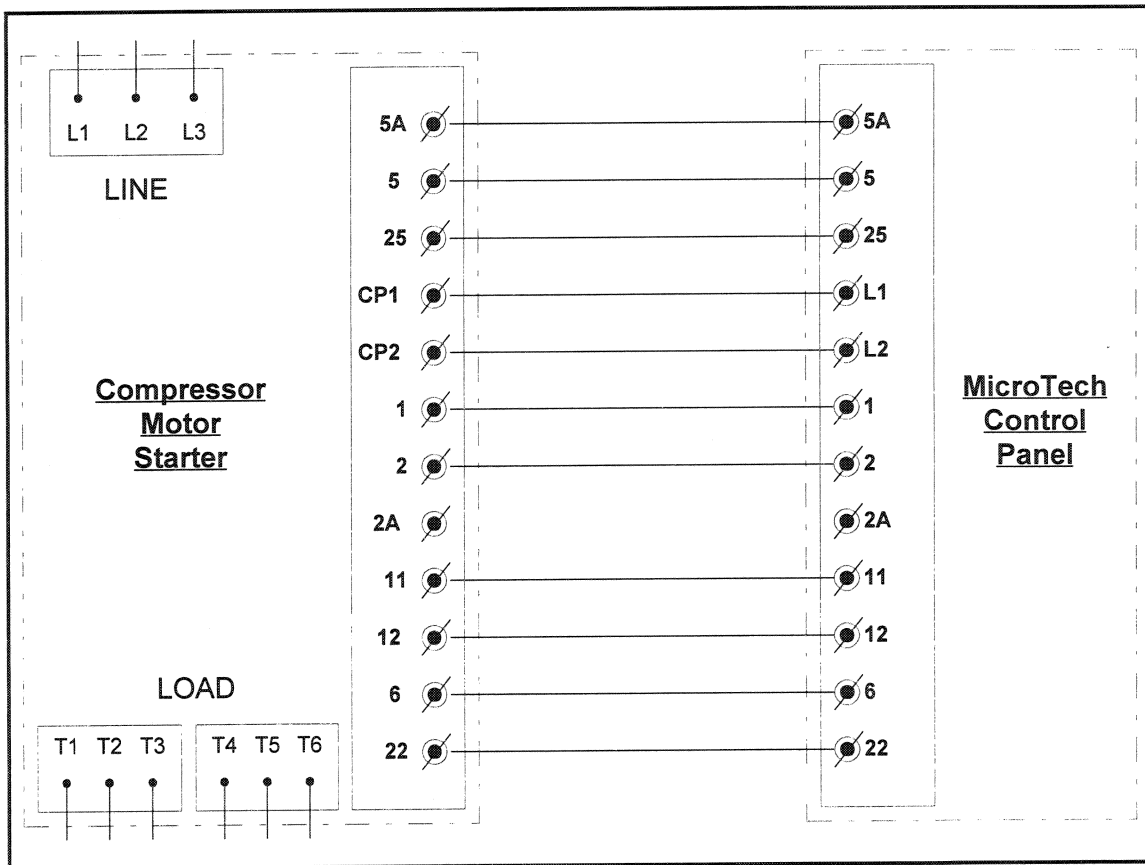 L1 L2 L3
LINE
Compressor
Motor
Starter
LOAD
T1 T2 T3 T4 T5 T6
5A 5A
5 5
25 25
CP1 L1
CP2 L2
1 1
2 2
2A 2A
11 11
12 12
6 6
22 22
MicroTech
Control
Panel